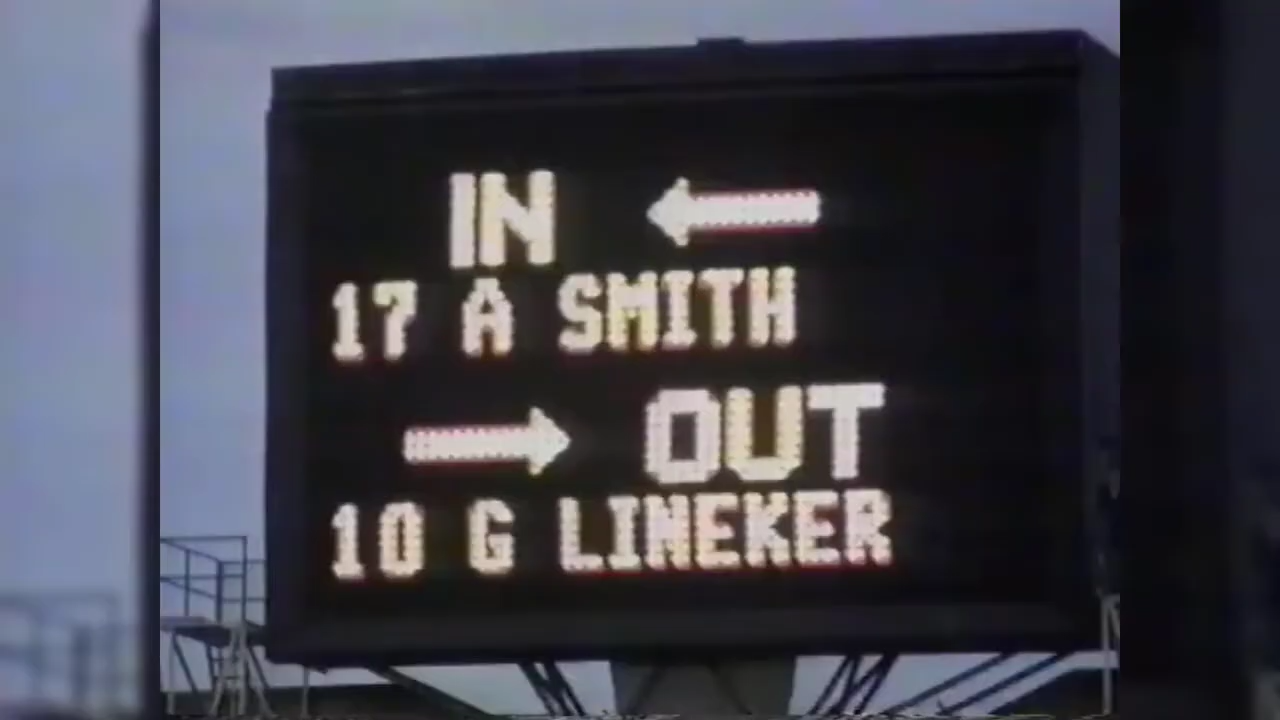 IN ←
17 A SMITH
→ OUT
10 G LINEKER